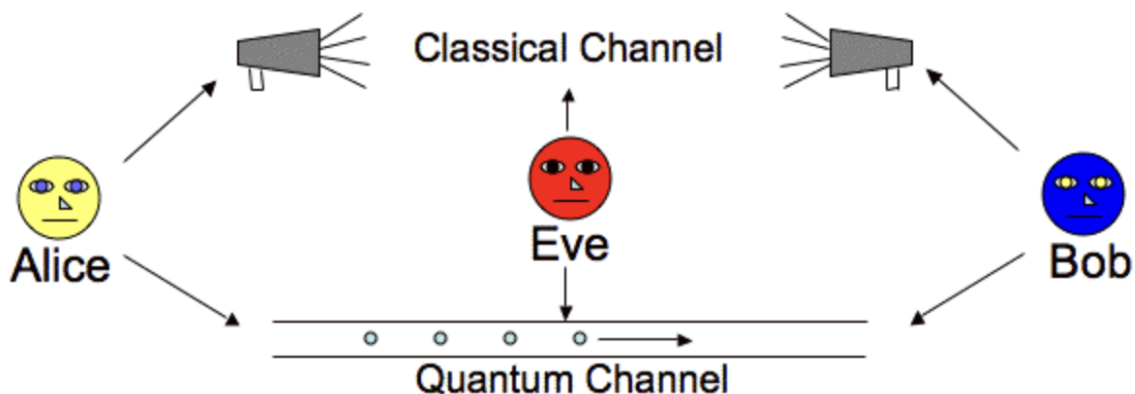 Classical Channel
Alice
Eve
Bob
Quantum Channel